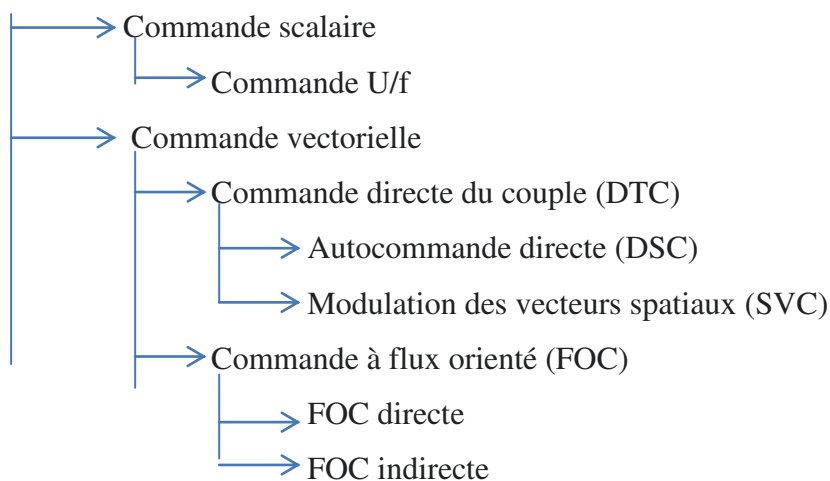 Commande scalaire
Commande U/f
Commande vectorielle
Commande directe du couple (DTC)
Autocommande directe (DSC)
Modulation des vecteurs spatiaux (SVC)
Commande à flux orienté (FOC)
FOC directe
FOC indirecte